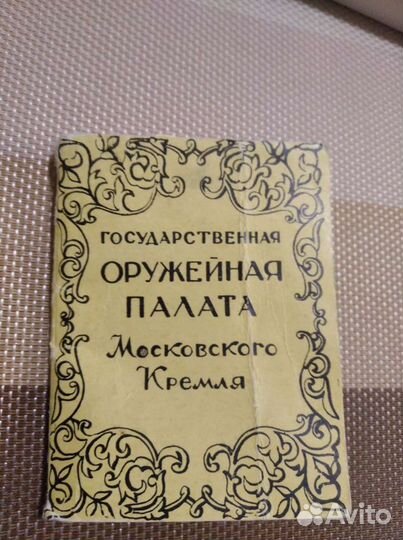 ГОСУДАРСТВЕННАЯ
ОРУЖЕЙНАЯ
ПАЛАТА
Московского
Кремля
Avito